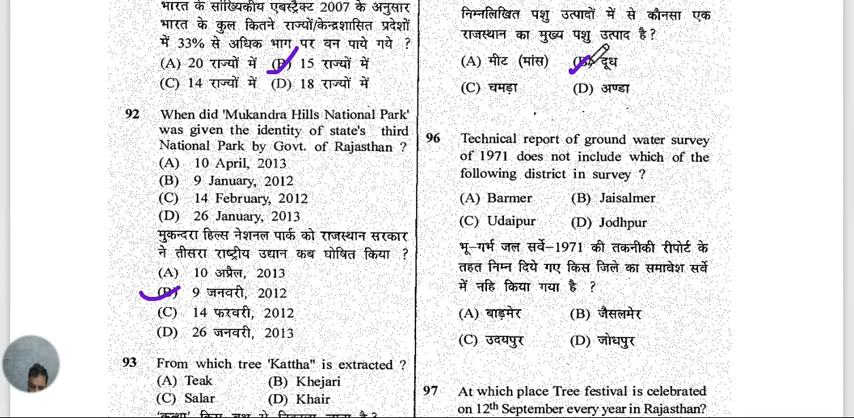 भारत के सांख्यिकीय एबस्ट्रैक्ट 2007 के अनुसार
भारत के कुल कितने राज्यों/केन्द्रशासित प्रदेशों
में 33% से अधिक भाग पर वन पाये गये ?
(A) 20 राज्यों में (B) 15 राज्यों में
(C) 14 राज्यों में (D) 18 राज्यों में
92 When did 'Mukandra Hills National Park'
was given the identity of state's third
National Park by Govt. of Rajasthan ?
(A) 10 April, 2013
(B) 9 January, 2012
(C) 14 February, 2012
(D) 26 January, 2013
मुकन्दरा हिल्स नेशनल पार्क को राजस्थान सरकार
ने तीसरा राष्ट्रीय उद्यान कब घोषित किया ?
(A) 10 अप्रैल, 2013
(B) 9 जनवरी, 2012
(C) 14 फरवरी, 2012
(D) 26 जनवरी, 2013
93 From which tree 'Kattha" is extracted ?
(A) Teak (B) Khejari
(C) Salar (D) Khair
निम्नलिखित पशु उत्पादों में से कौनसा एक
राजस्थान का मुख्य पशु उत्पाद है?
(A) मीट (मांस) (B) दूध
(C) चमड़ा (D) अण्डा
96 Technical report of ground water survey
of 1971 does not include which of the
following district in survey ?
(A) Barmer (B) Jaisalmer
(C) Udaipur (D) Jodhpur
भू-गर्भ जल सर्वे-1971 की तकनीकी रीपोर्ट के
तहत निम्न दिये गए किस जिले का समावेश सर्वे
में नहि किया गया है ?
(A) बाड़मेर (B) जैसलमेर
(C) उदयपुर (D) जोधपुर
97 At which place Tree festival is celebrated
on 12th September every year in Rajasthan?